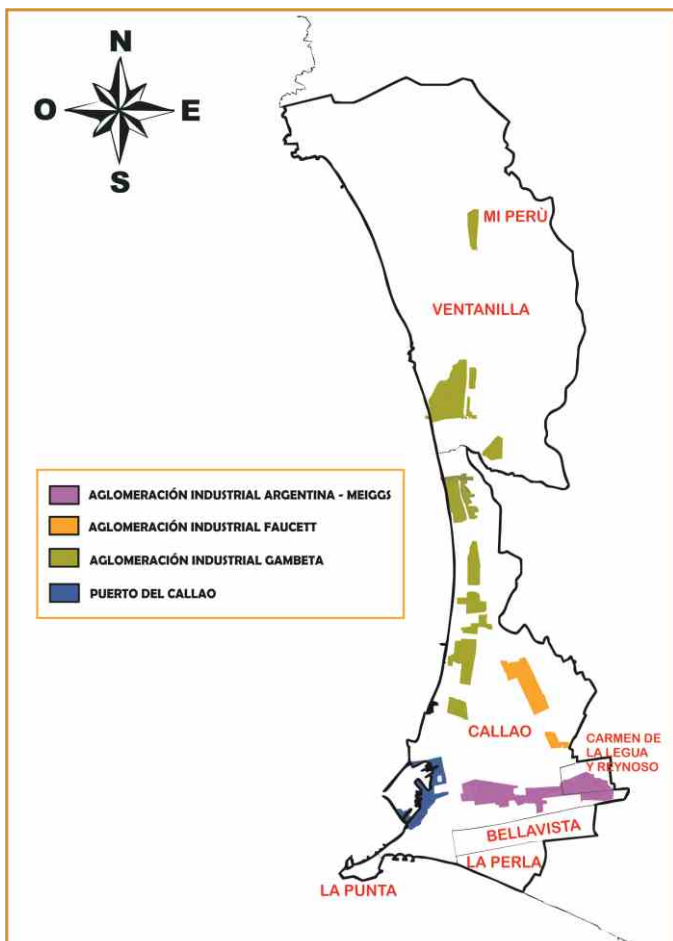 N
O
E
S
MI PERÙ
VENTANILLA
AGLOMERACIÓN INDUSTRIAL ARGENTINA - MEIGGS
AGLOMERACIÓN INDUSTRIAL FAUCETT
AGLOMERACIÓN INDUSTRIAL GAMBETA
PUERTO DEL CALLAO
CALLAO
CARMEN DE
LA LEGUA
Y REYNOSO
BELLAVISTA
LA PERLA
LA PUNTA